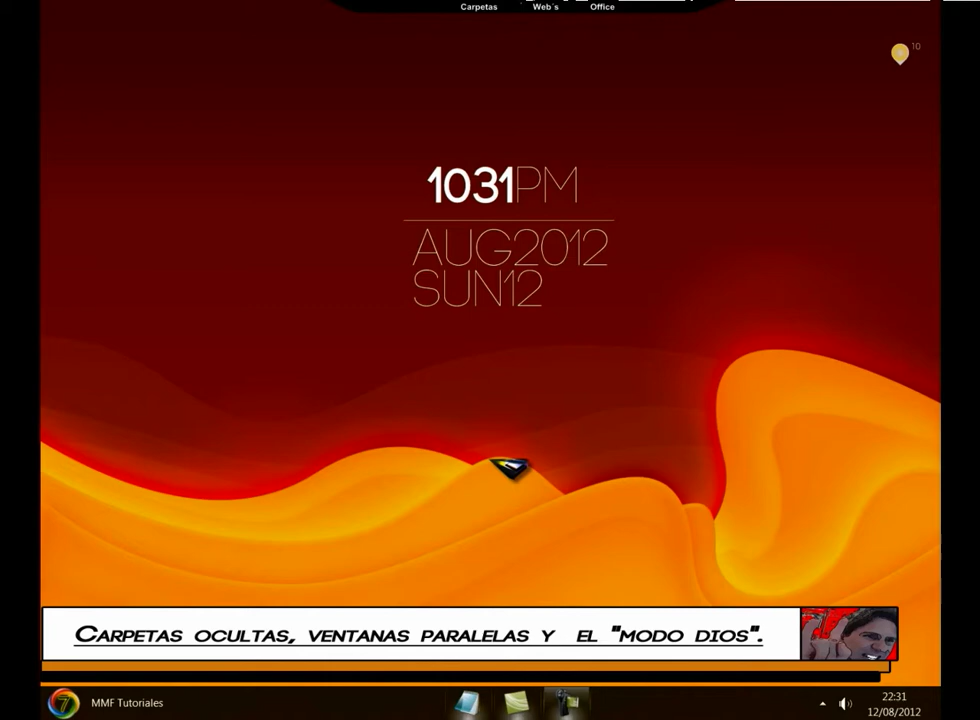 Carpetas Web´s Office
10
1031PM
AUG2012
SUN12
CARPETAS OCULTAS, VENTANAS PARALELAS Y EL "MODO DIOS".
7 MMF Tutoriales
22:31
12/08/2012